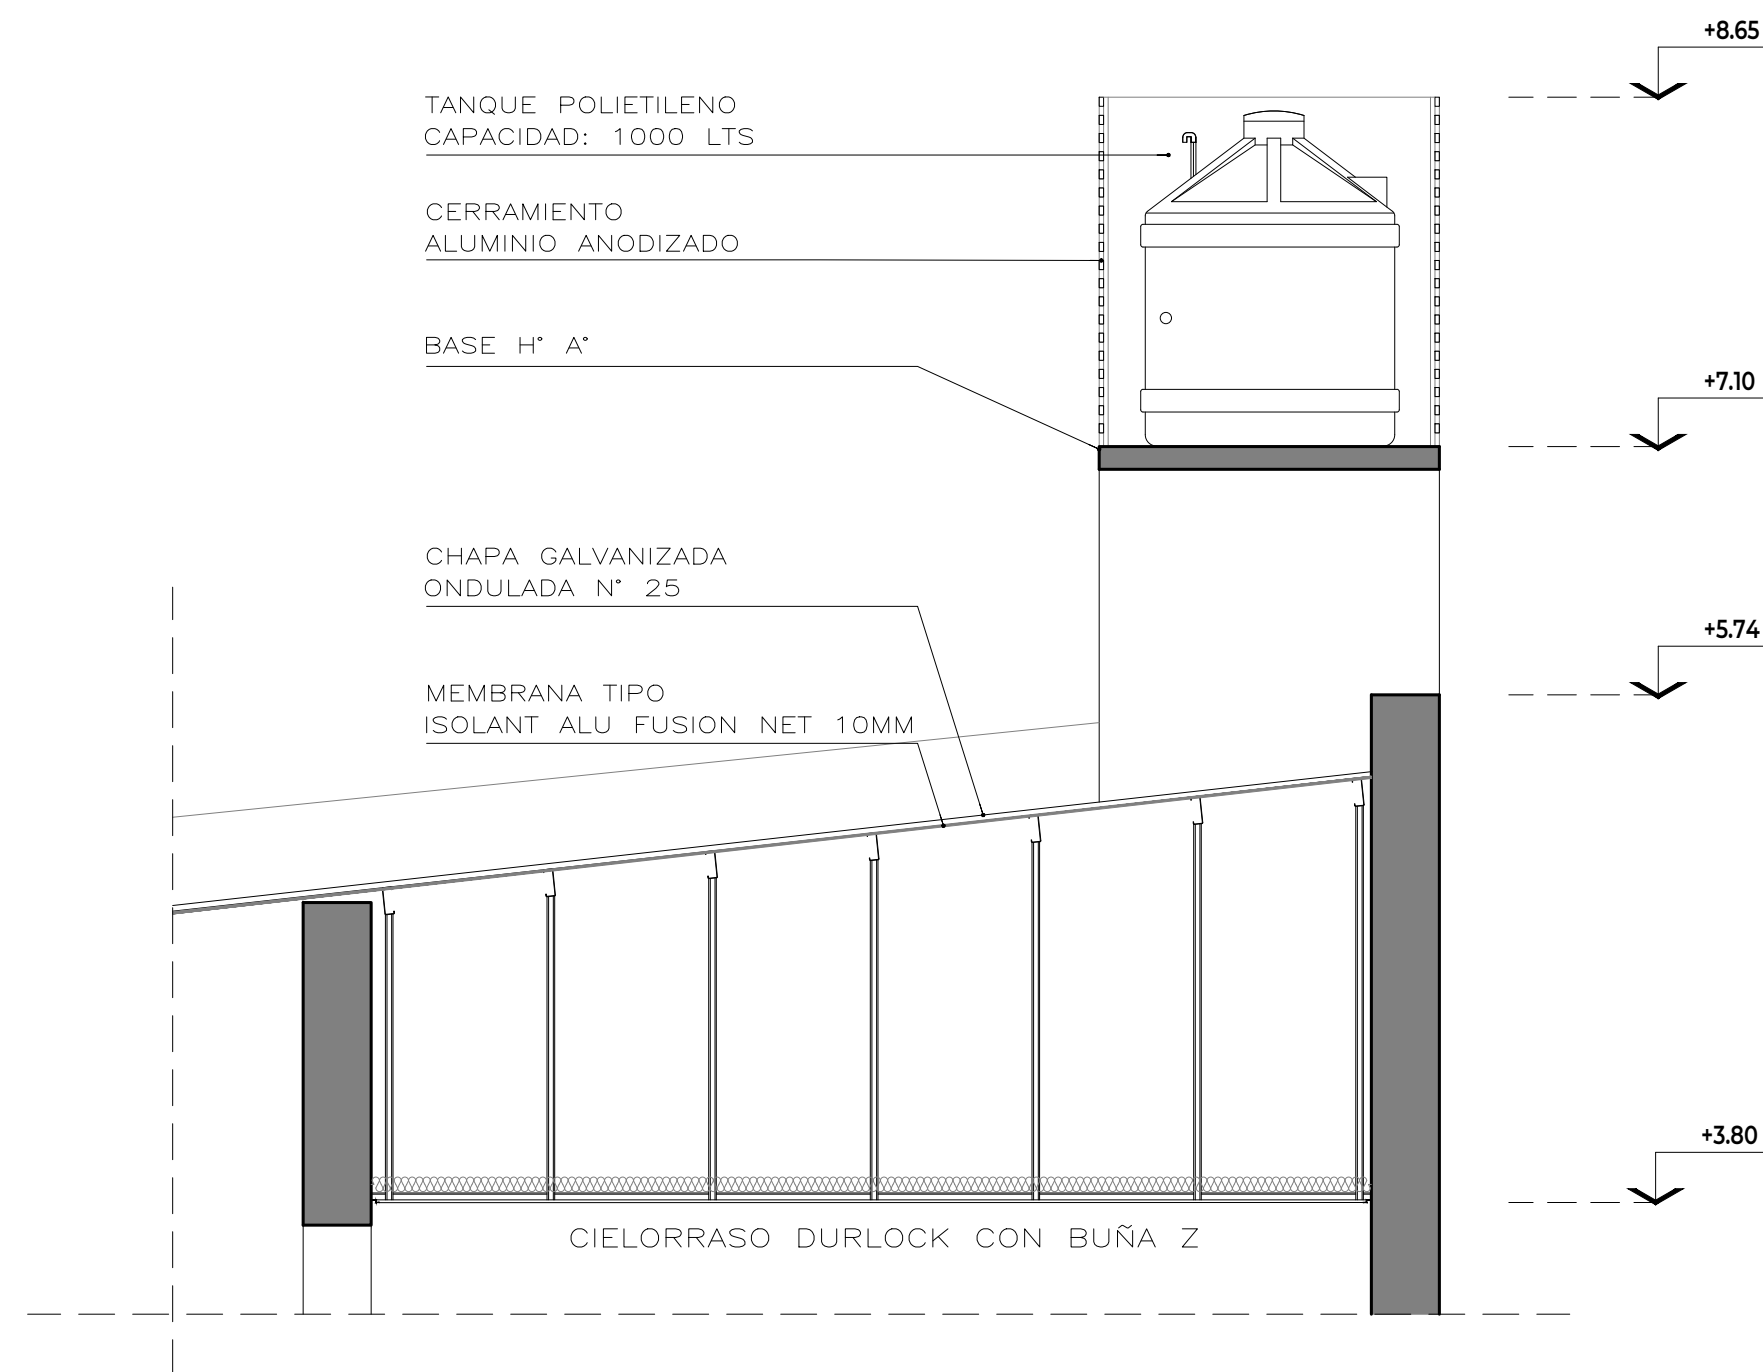 +8.65
TANQUE POLIETILENO
CAPACIDAD: 1000 LTS
CERRAMIENTO
ALUMINIO ANODIZADO
BASE H° A°
+7.10
CHAPA GALVANIZADA
ONDULADA N° 25
+5.74
MEMBRANA TIPO
ISOLANT ALU FUSION NET 10MM
+3.80
CIELORRASO DURLOCK CON BUÑA Z